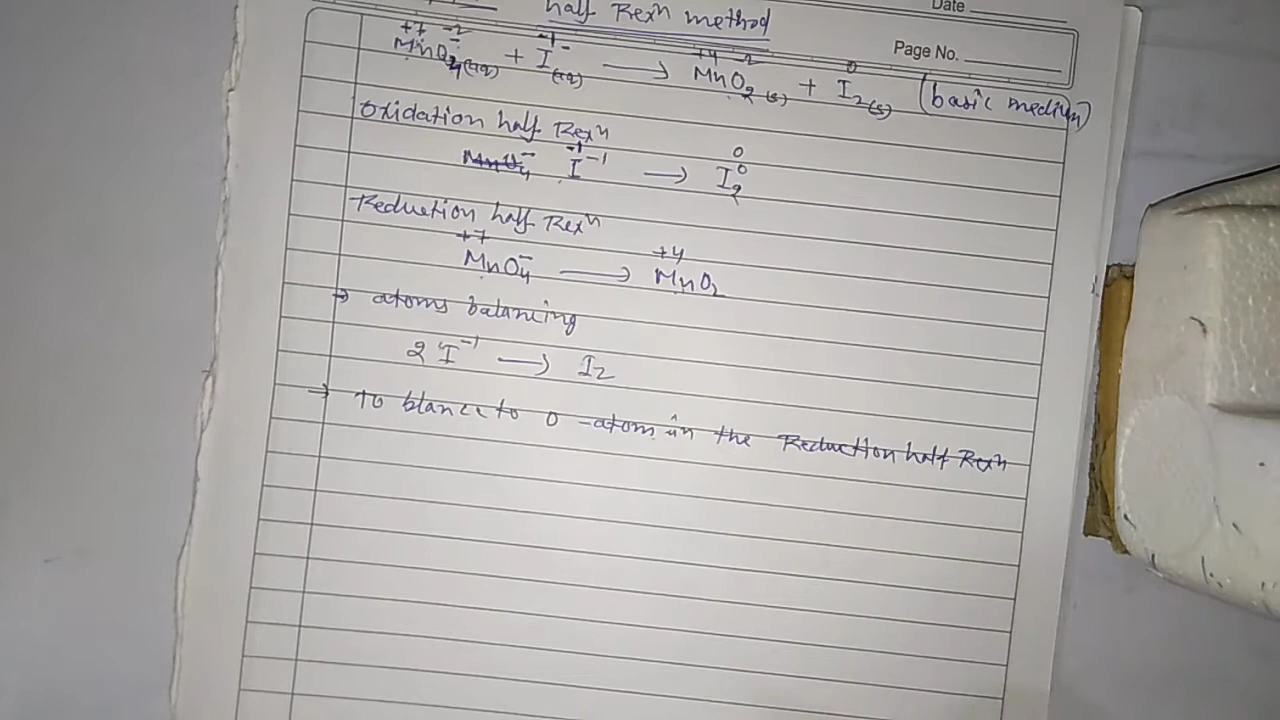 Date
half Rexⁿ method
Page No.
+7 -2 -1 +4 -2 0
MnO₄⁻(aq) + I⁻(aq) → MnO₂(s) + I₂(s) (basic medium)
Oxidation half Rexⁿ
-1 0
MnO₄⁻ I⁻¹ → I₂⁰
Reduction half Rexⁿ
+7 +4
MnO₄⁻ → MnO₂
⇒ atoms balancing
2 I⁻¹ → I₂
→ to blance to O-atom in the Reduction half Rexⁿ